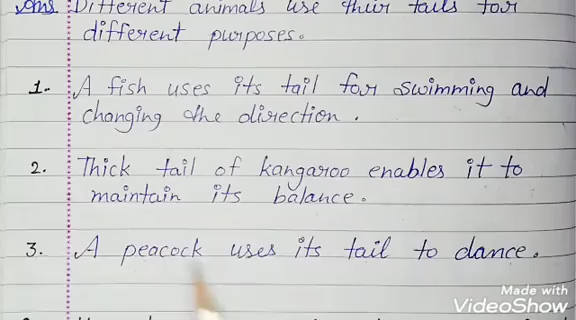 Ans Different animals use their tails for
different purposes.
1. A fish uses its tail for swimming and
changing the direction.
2. Thick tail of kangaroo enables it to
maintain its balance.
3. A peacock uses its tail to dance.
Made with
VideoShow